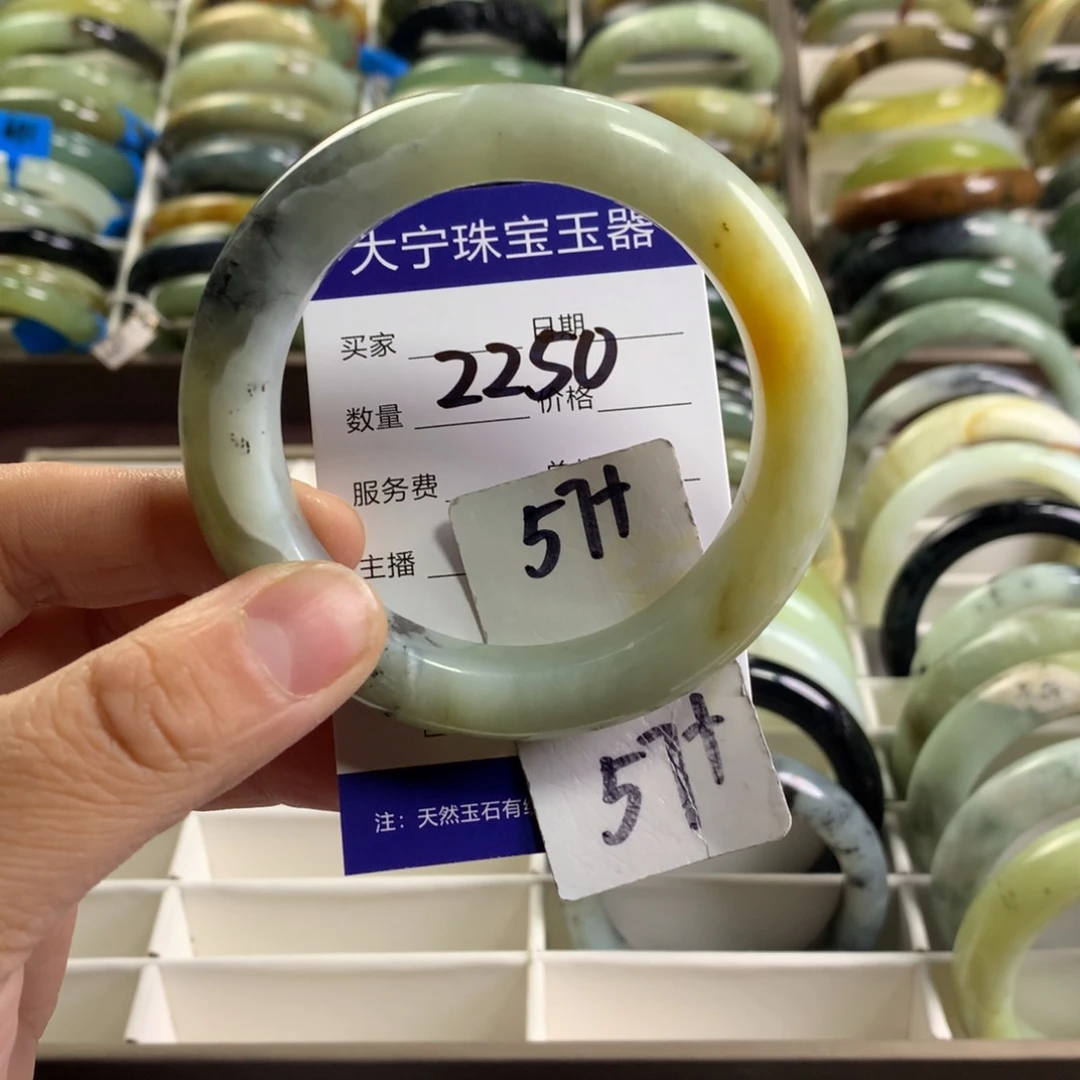 大宁珠宝玉器
买家 日期
2250
数量 价格
服务费
57+
主播
57+
注：天然玉石有